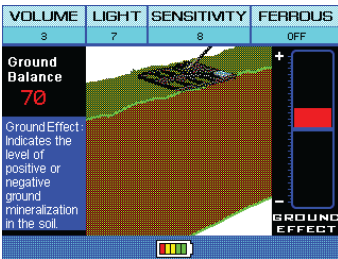 VOLUME LIGHT SENSITIVITY FERROUS
3 7 8 OFF
Ground
Balance
70
Ground Effect:
Indicates the
level of
positive or
negative
ground
mineralization
in the soil.
+
-
GROUND
EFFECT